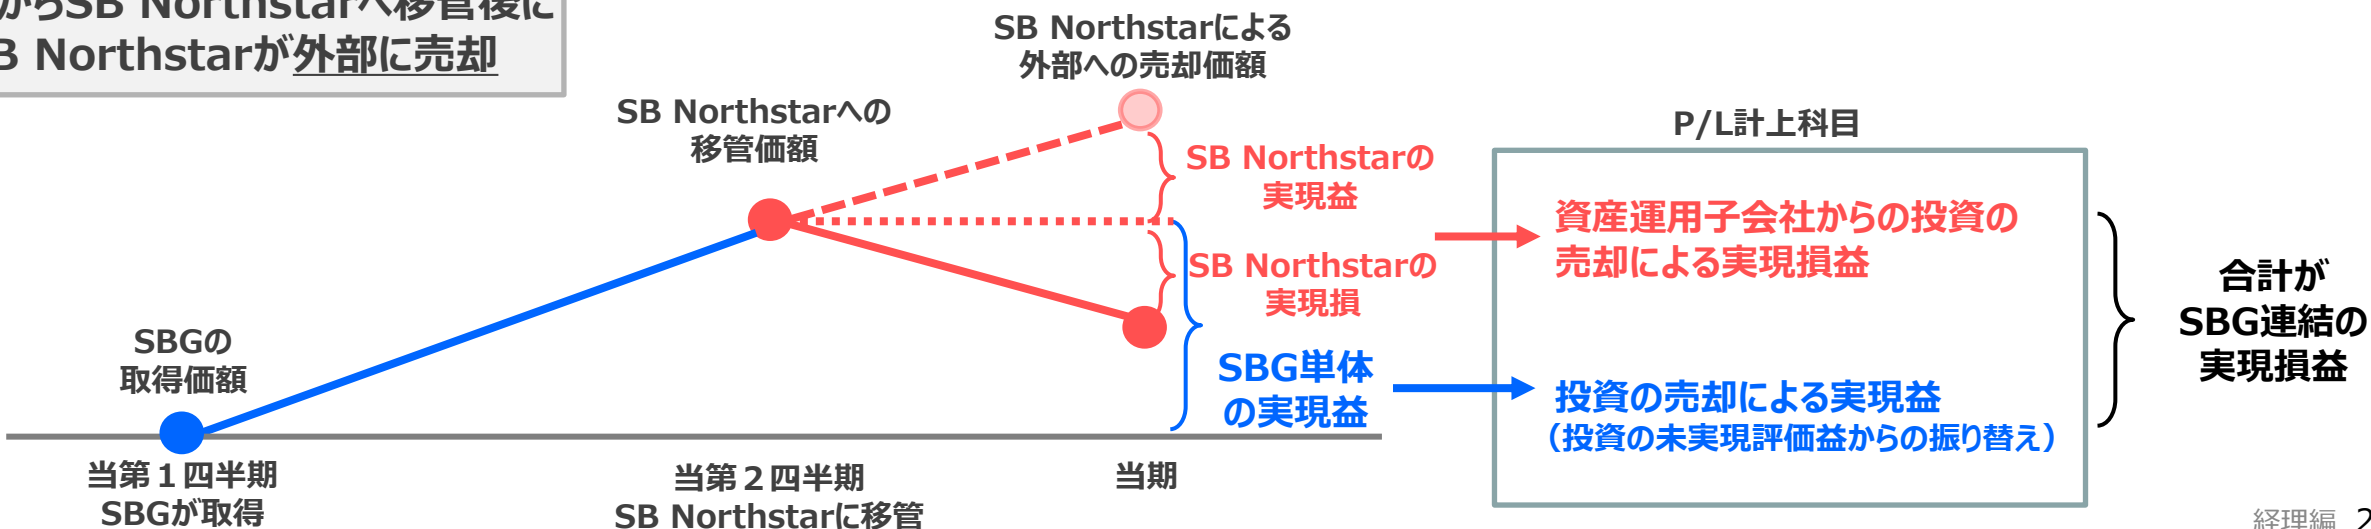 からSB Northstarへ移管後に
B Northstarが外部に売却
SB Northstarによる
外部への売却価額
SB Northstarへの
移管価額
P/L計上科目
SB Northstarの
実現益
資産運用子会社からの投資の
売却による実現損益
SB Northstarの
実現損
合計が
SBG連結の
実現損益
SBGの
取得価額
SBG単体
の実現益
投資の売却による実現益
(投資の未実現評価益からの振り替え)
当第1四半期
SBGが取得
当第2四半期
SB Northstarに移管
当期
経理編 2